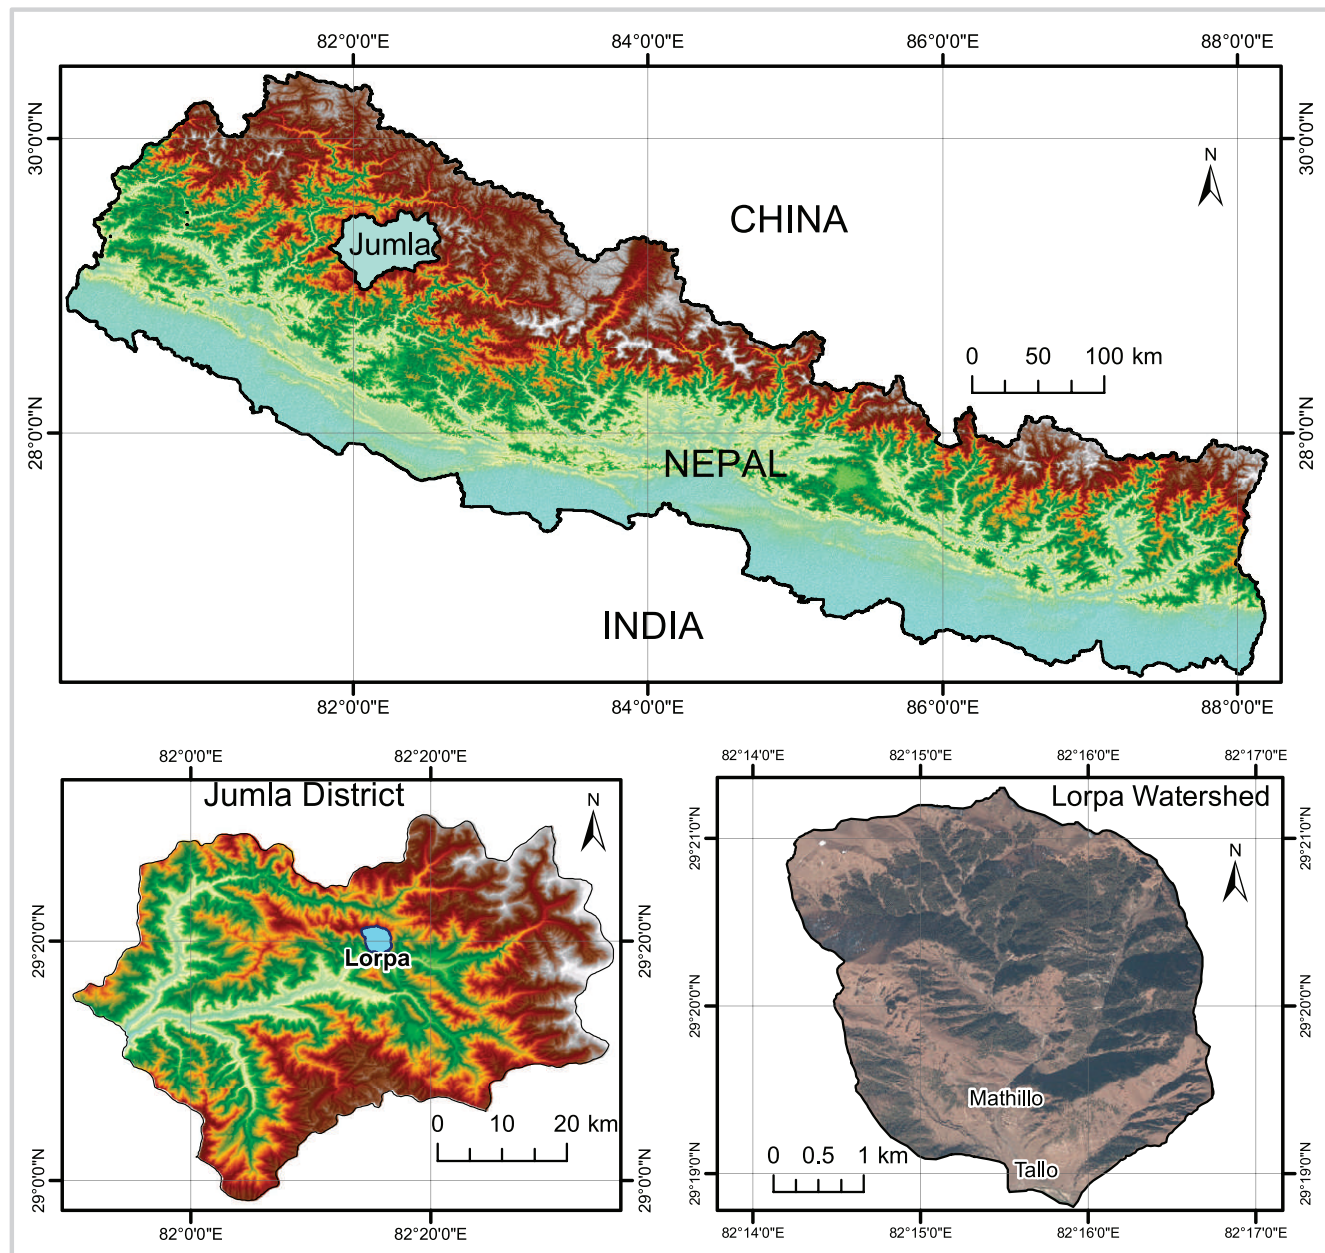 82°0'0"E 84°0'0"E 86°0'0"E 88°0'0"E
30°0'0"N
30°0'0"N
N
CHINA
Jumla
0 50 100 km
28°0'0"N
28°0'0"N
NEPAL
INDIA
82°0'0"E 84°0'0"E 86°0'0"E 88°0'0"E
82°0'0"E 82°20'0"E
Jumla District
N
29°20'0"N
29°20'0"N
Lorpa
0 10 20 km
29°0'0"N
29°0'0"N
82°0'0"E 82°20'0"E
82°14'0"E 82°15'0"E 82°16'0"E 82°17'0"E
Lorpa Watershed
29°21'0"N
29°21'0"N
N
29°20'0"N
29°20'0"N
Mathillo
0 0.5 1 km
Tallo
29°19'0"N
29°19'0"N
82°14'0"E 82°15'0"E 82°16'0"E 82°17'0"E